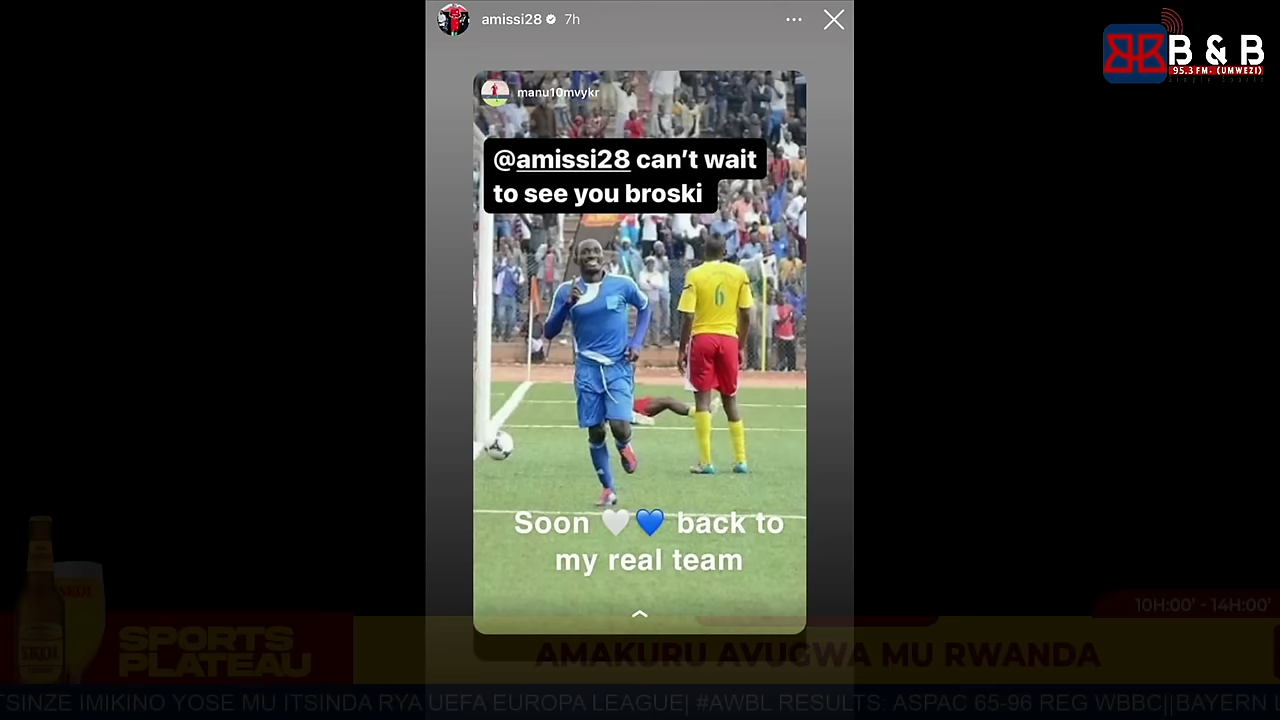 amissi28 7h
B & B
95.3 FM- (UMWEZI)
manu10mvykr
@amissi28 can't wait
to see you broski
6
Soon 🤍💙 back to
my real team
10H:00' - 14H:00'
SKOL
SKOL
SPORTS
PLATEAU
AMAKURU AVUGWA MU RWANDA
TSINZE IMIKINO YOSE MU ITSINDA RYA UEFA EUROPA LEAGUE| #AWBL RESULTS: ASPAC 65-96 REG WBBC||BAYERN